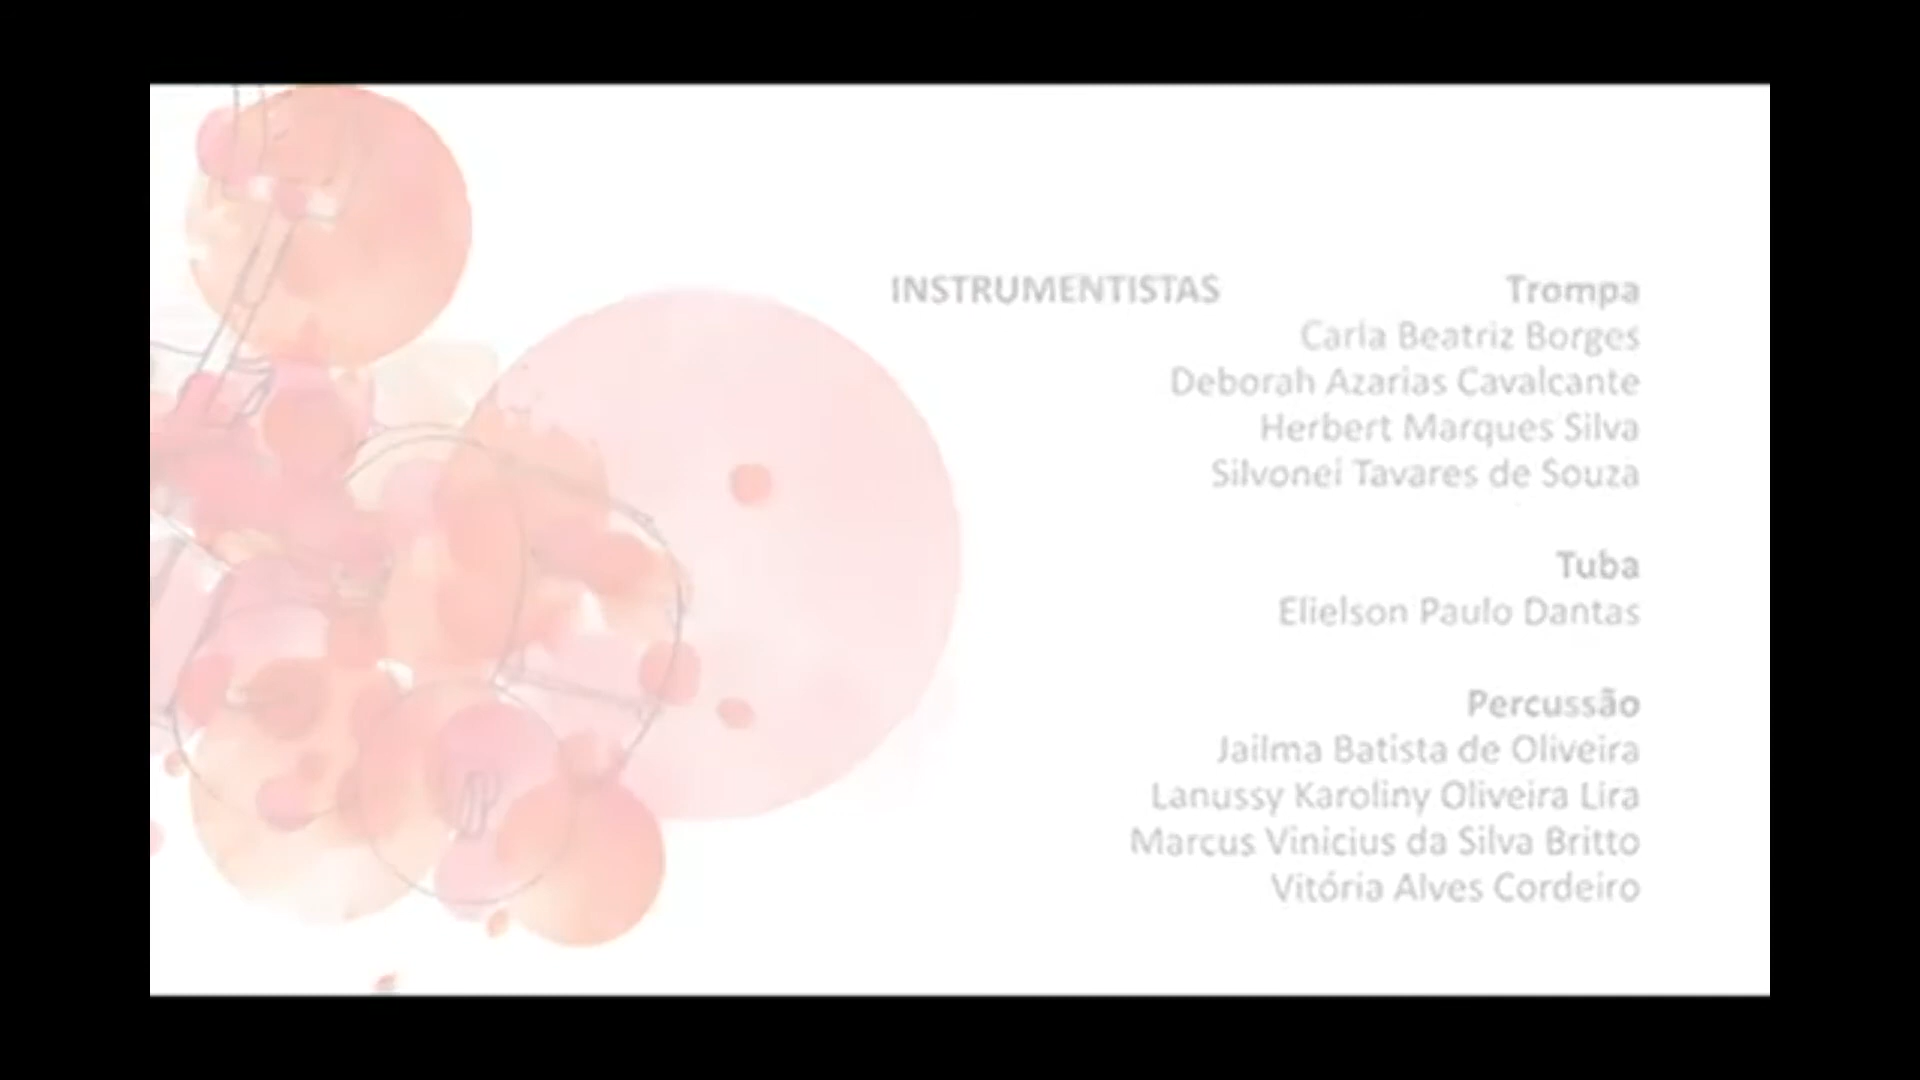 INSTRUMENTISTAS Trompa
Carla Beatriz Borges
Deborah Azarias Cavalcante
Herbert Marques Silva
Silvonei Tavares de Souza
Tuba
Elielson Paulo Dantas
Percussão
Jailma Batista de Oliveira
Lanussy Karoliny Oliveira Lira
Marcus Vinicius da Silva Britto
Vitória Alves Cordeiro